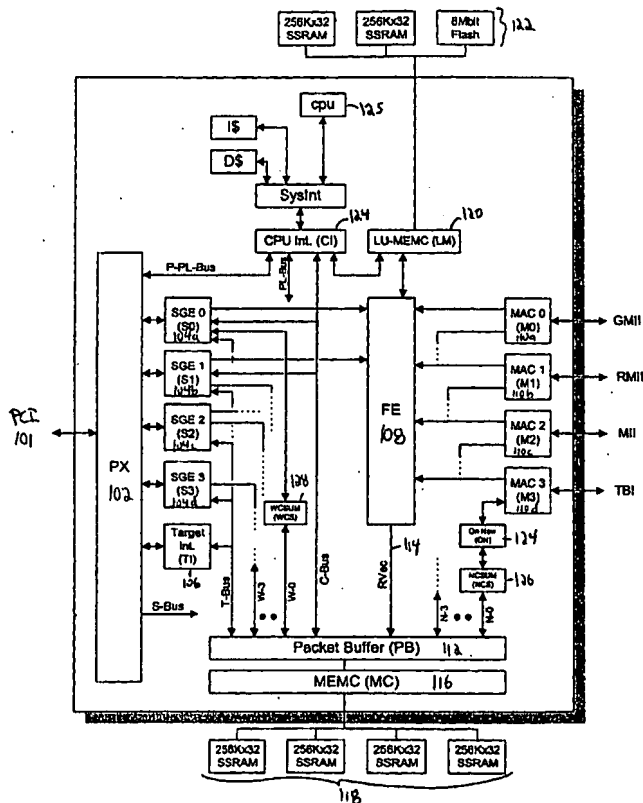 256Kx32
SSRAM
256Kx32
SSRAM
8Mbit
Flash
122
cpu
125
I$
D$
SysInt
124
120
CPU Int. (CI)
LU-MEMC (LM)
P-PL-Bus
PL-Bus
SGE 0
(S0)
104a
MAC 0
(M0)
110a
GMII
SGE 1
(S1)
104b
MAC 1
(M1)
110b
RMII
PCI
101
PX
102
SGE 2
(S2)
104c
FE
108
MAC 2
(M2)
110c
MII
SGE 3
(S3)
104d
128
WCSUM
(WCS)
MAC 3
(M3)
110d
TBI
Target
Int.
(TI)
106
114
On Now
(ON)
124
NCSUM
(NCS)
126
S-Bus
T-Bus
W-3
W-0
C-Bus
RVec
N-3
N-0
Packet Buffer (PB) 112
MEMC (MC) 116
256Kx32
SSRAM
256Kx32
SSRAM
256Kx32
SSRAM
256Kx32
SSRAM
118